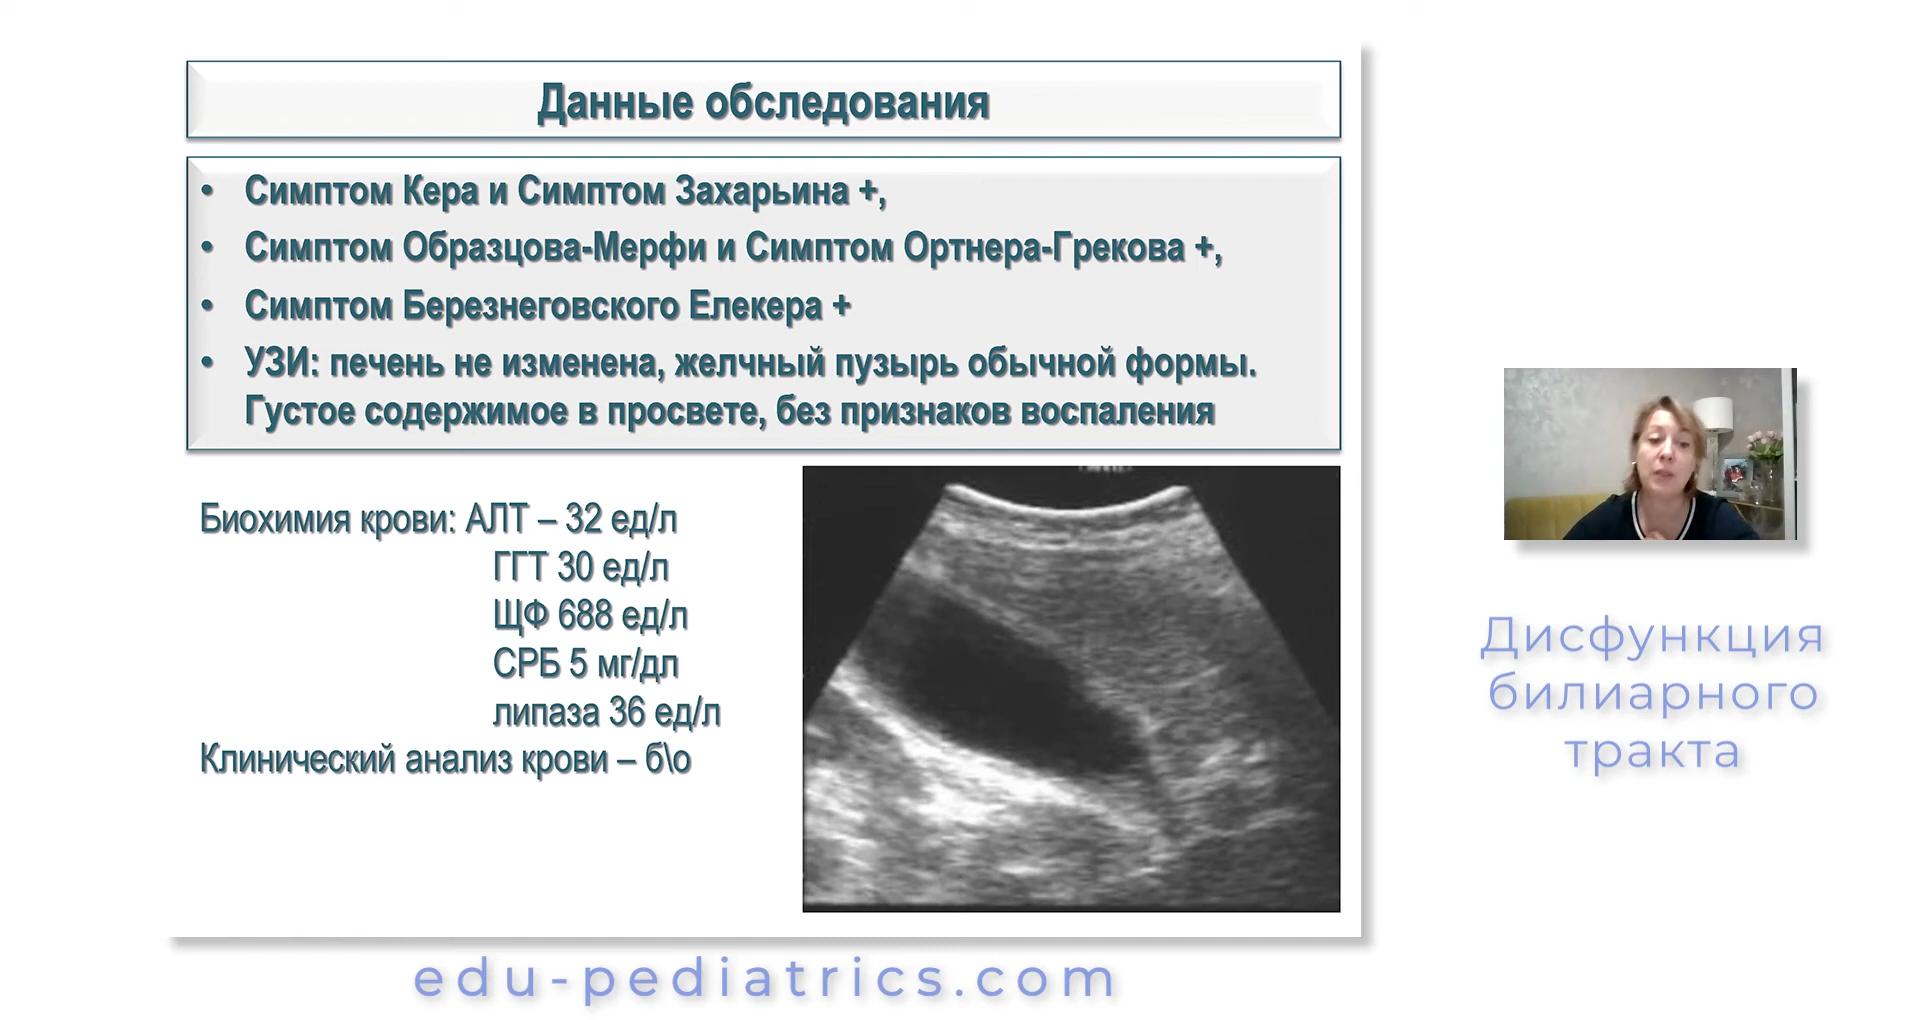 Данные обследования
• Симптом Кера и Симптом Захарьина +,
• Симптом Образцова-Мерфи и Симптом Ортнера-Грекова +,
• Симптом Березнеговского Елекера +
• УЗИ: печень не изменена, желчный пузырь обычной формы.
Густое содержимое в просвете, без признаков воспаления
Биохимия крови: АЛТ – 32 ед/л
ГГТ 30 ед/л
ЩФ 688 ед/л
СРБ 5 мг/дл
липаза 36 ед/л
Клинический анализ крови – б\о
Дисфункция
билиарного
тракта
edu-pediatrics.com